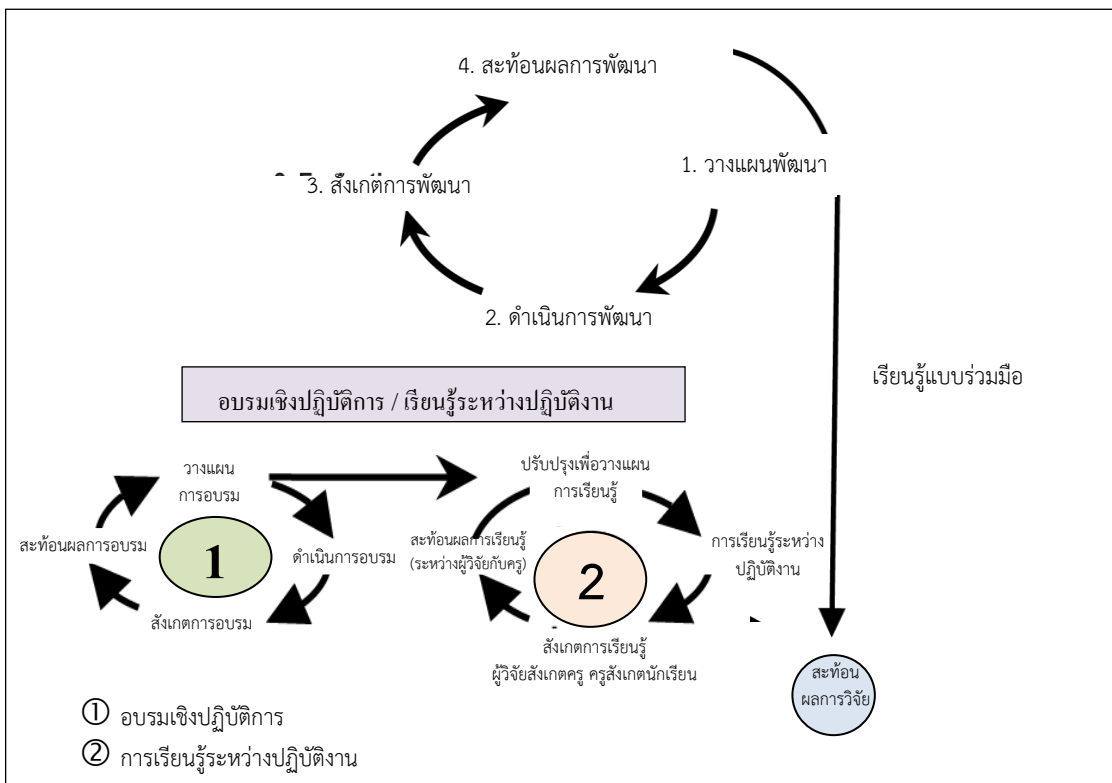 4. สะท้อนผลการพัฒนา
1. วางแผนพัฒนา
3. สังเกตการพัฒนา
2. ดำเนินการพัฒนา
เรียนรู้แบบร่วมมือ
อบรมเชิงปฏิบัติการ / เรียนรู้ระหว่างปฏิบัติงาน
วางแผน
การอบรม
สะท้อนผลการอบรม
1
ดำเนินการอบรม
สังเกตการอบรม
ปรับปรุงเพื่อวางแผน
การเรียนรู้
สะท้อนผลการเรียนรู้
(ระหว่างผู้วิจัยกับครู)
2
การเรียนรู้ระหว่าง
ปฏิบัติงาน
สังเกตการเรียนรู้
ผู้วิจัยสังเกตครู ครูสังเกตนักเรียน
สะท้อน
ผลการวิจัย
① อบรมเชิงปฏิบัติการ
② การเรียนรู้ระหว่างปฏิบัติงาน